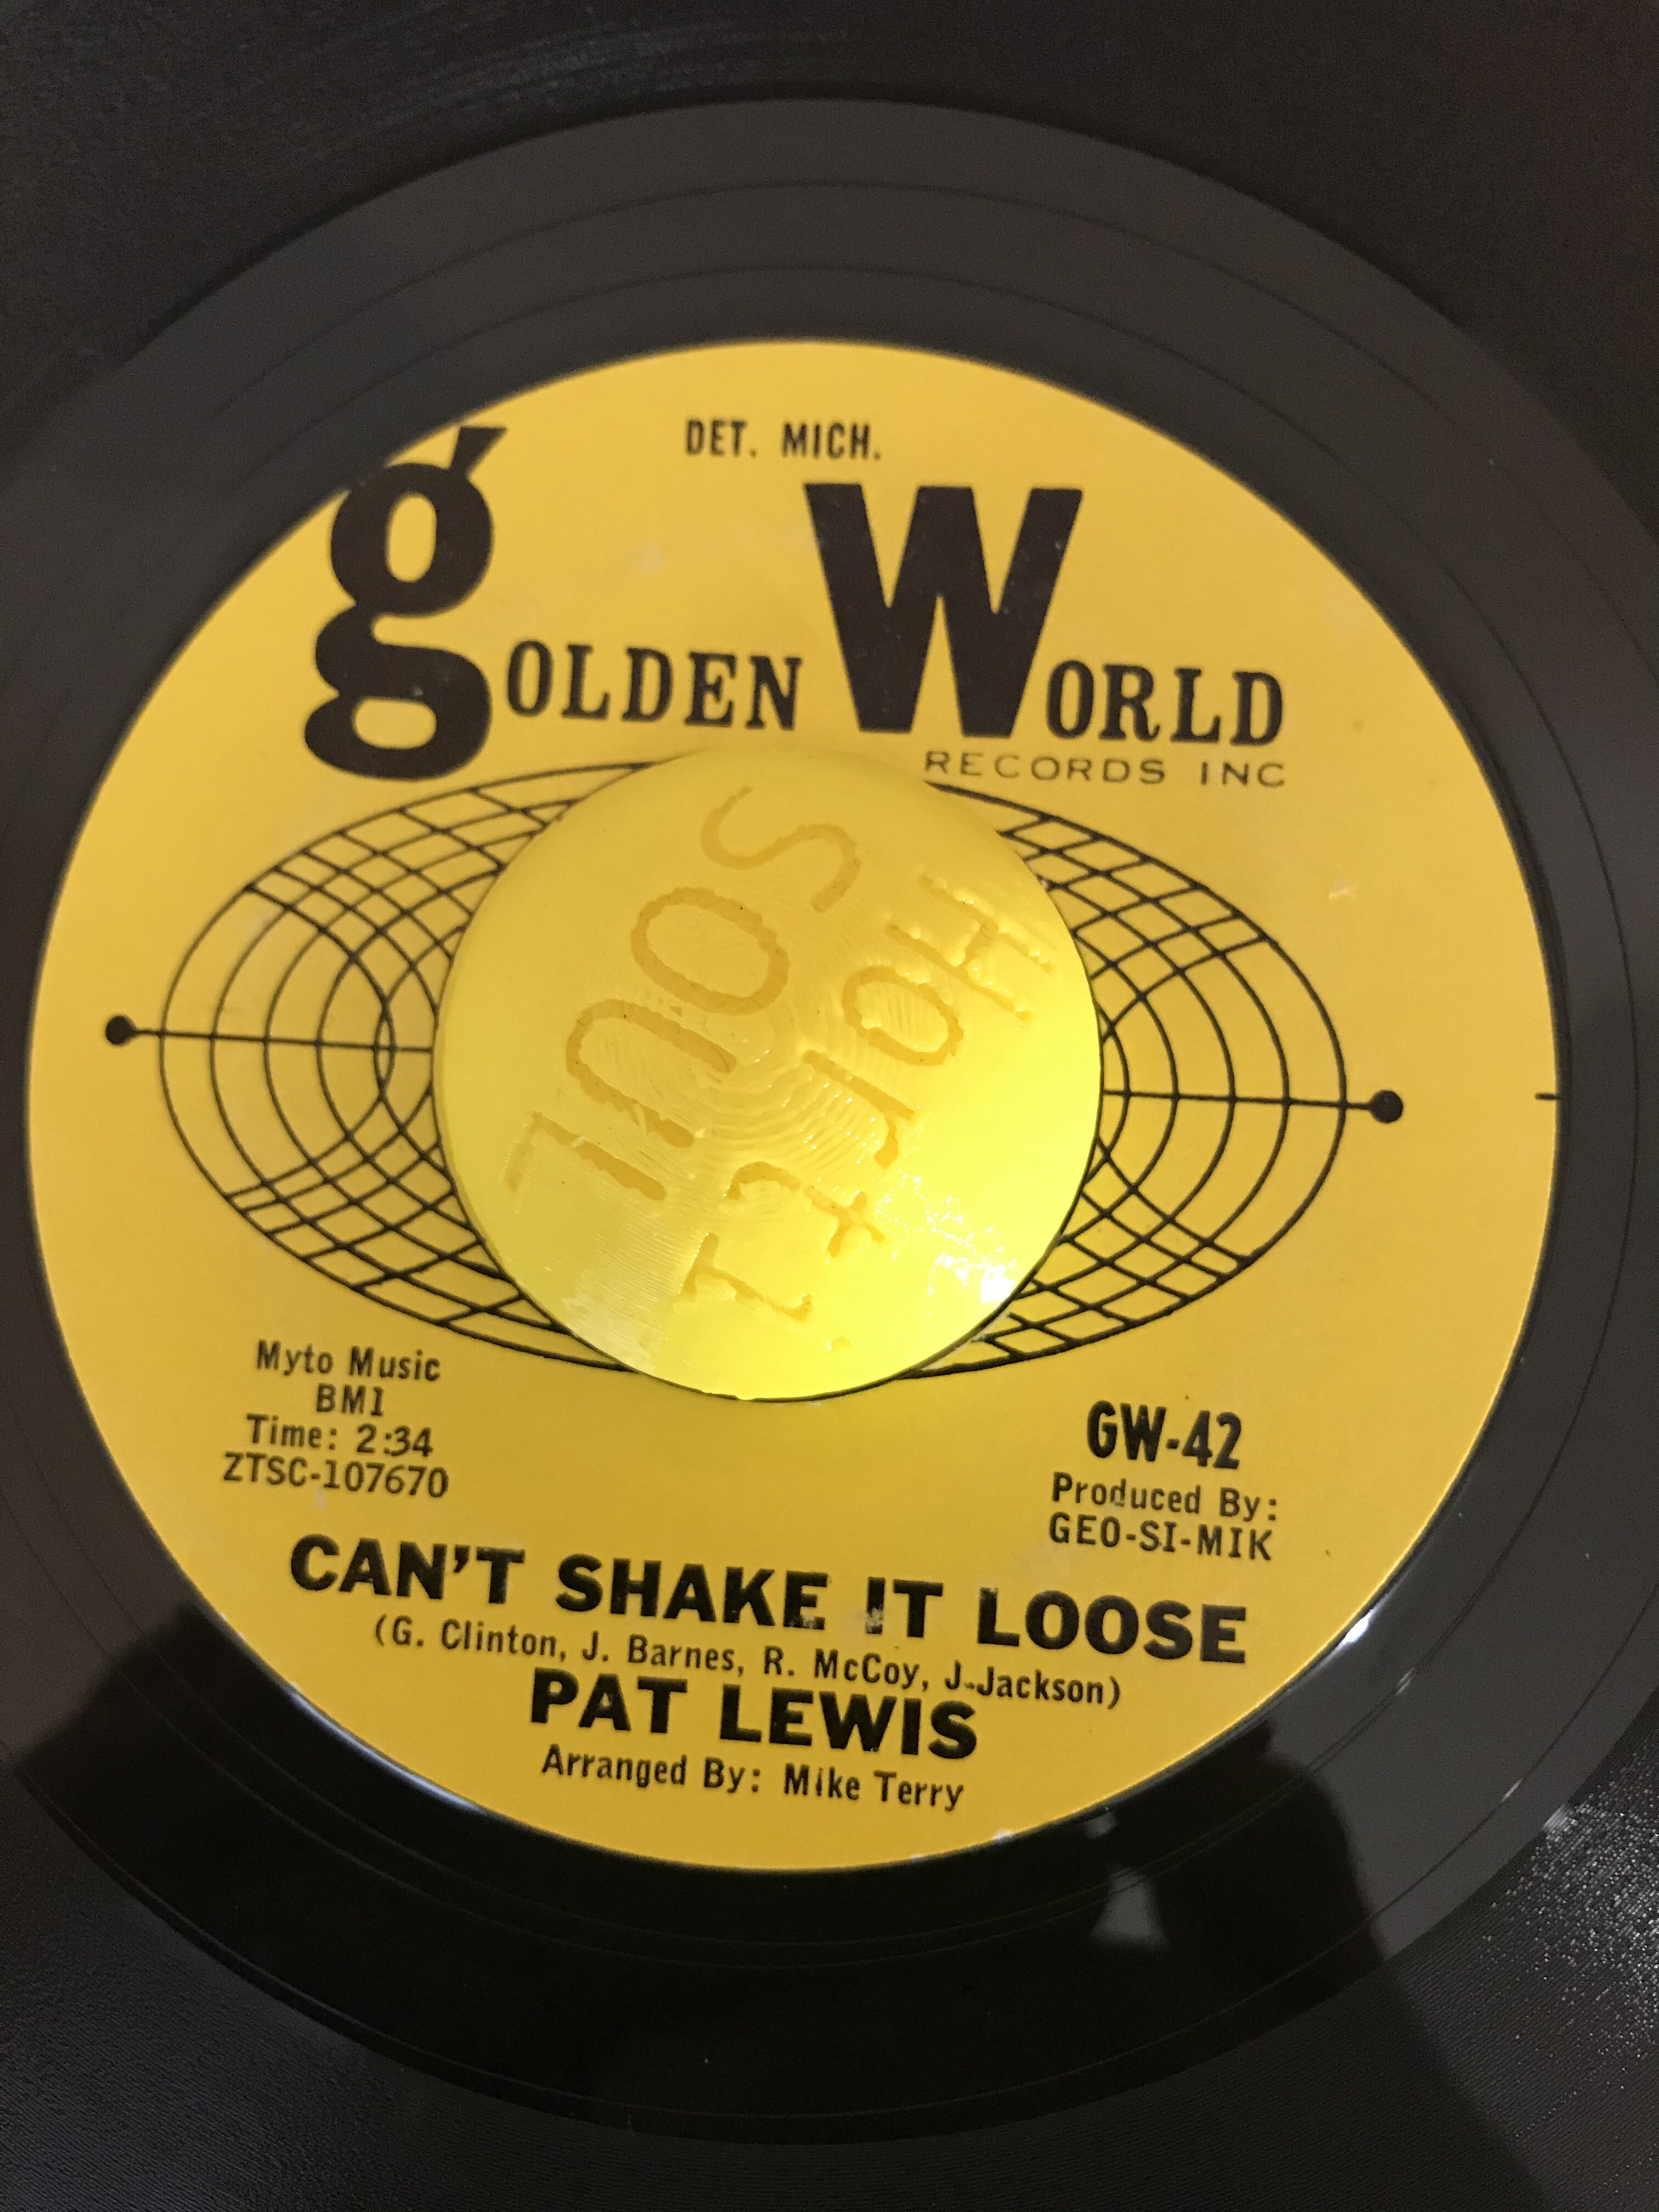 DET. MICH.
gOLDEN WORLD
RECORDS INC
SOUL
Myto Music
BMI
Time: 2:34
ZTSC-107670
GW-42
Produced By:
GEO-SI-MIK
CAN'T SHAKE IT LOOSE
(G. Clinton, J. Barnes, R. McCoy, J. Jackson)
PAT LEWIS
Arranged By: Mike Terry